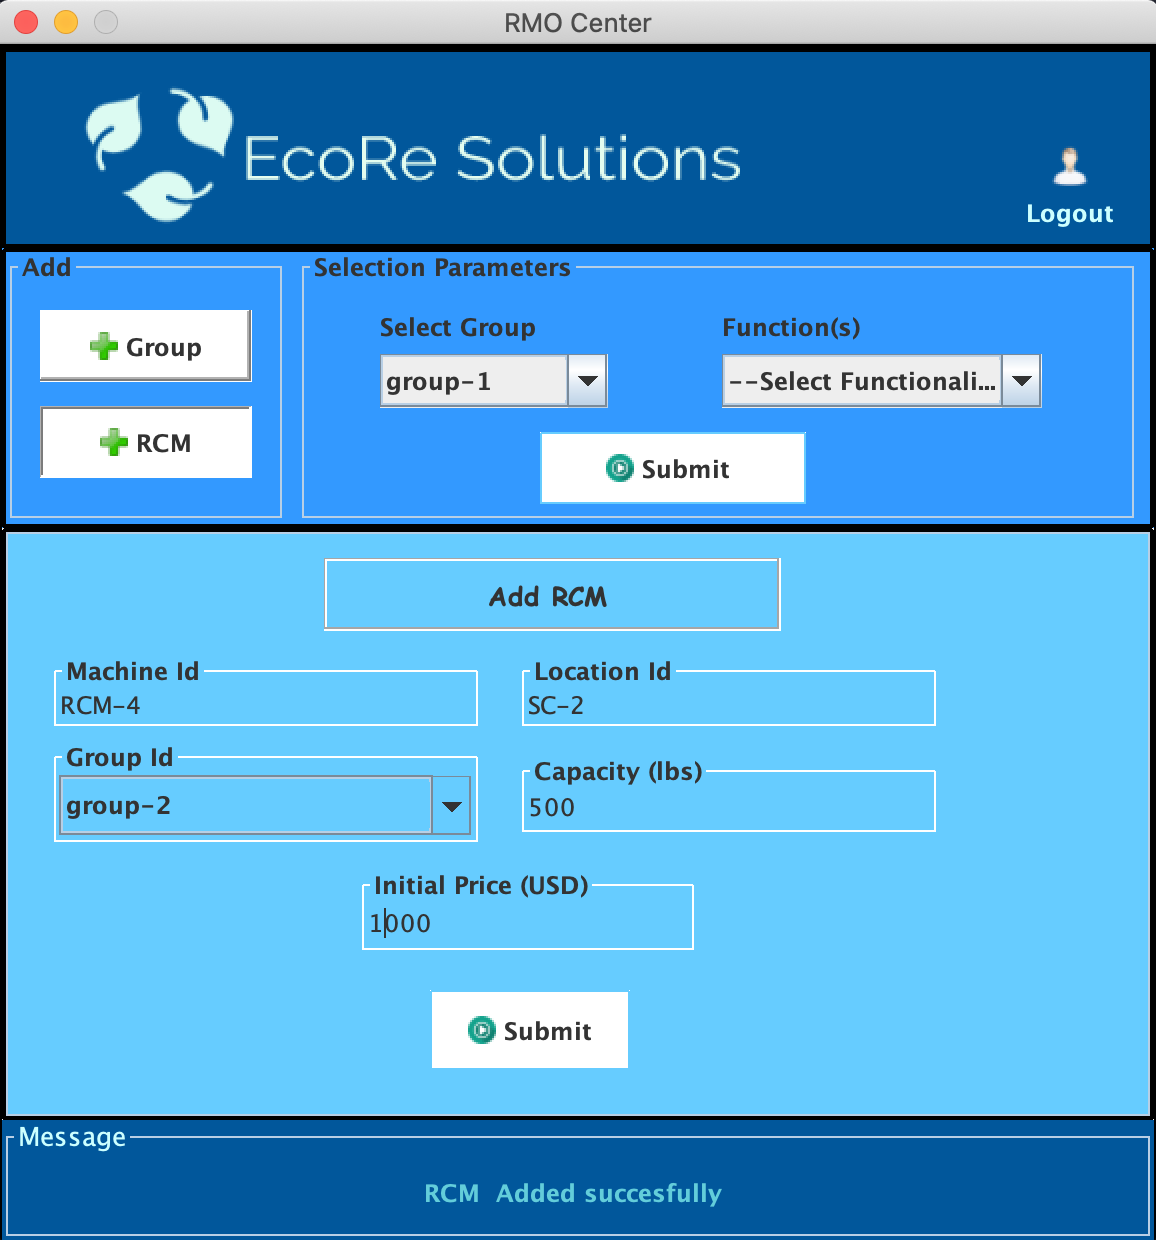 RMO Center
EcoRe Solutions
Logout
Add
Group
RCM
Selection Parameters
Select Group
Function(s)
group-1
--Select Functionali...
Submit
Add RCM
Machine Id
RCM-4
Location Id
SC-2
Group Id
group-2
Capacity (lbs)
500
Initial Price (USD)
1000
Submit
Message
RCM  Added succesfully